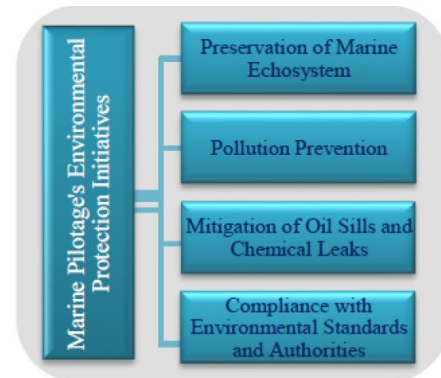 Marine Pilotage's Environmental
Protection Initiatives
Preservation of Marine
Echosystem
Pollution Prevention
Mitigation of Oil Sills and
Chemical Leaks
Compliance with
Environmental Standards
and Authorities